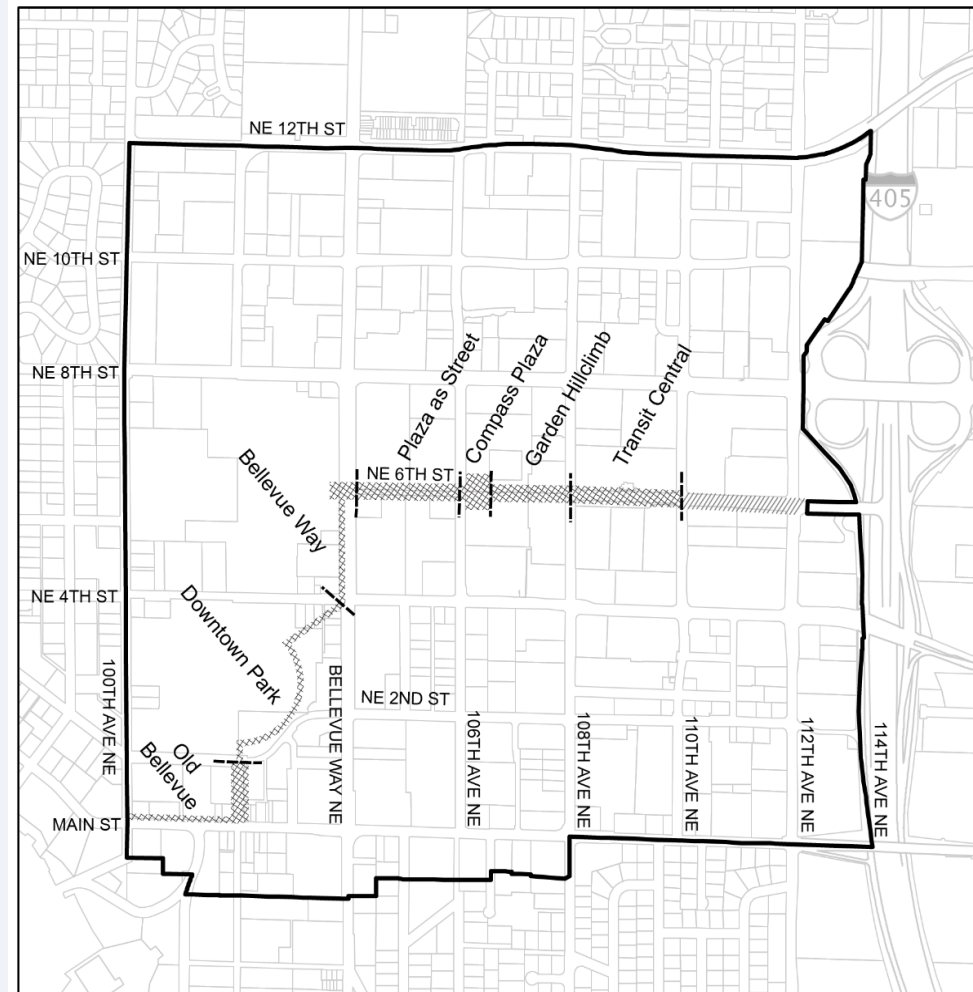 NE 12TH ST
405
NE 10TH ST
NE 8TH ST
Plaza as Street
Compass Plaza
Garden Hillclimb
Transit Central
NE 6TH ST
Bellevue Way
NE 4TH ST
Downtown Park
100TH AVE NE
BELLEVUE WAY NE
NE 2ND ST
106TH AVE NE
108TH AVE NE
110TH AVE NE
112TH AVE NE
114TH AVE NE
Old
Bellevue
MAIN ST